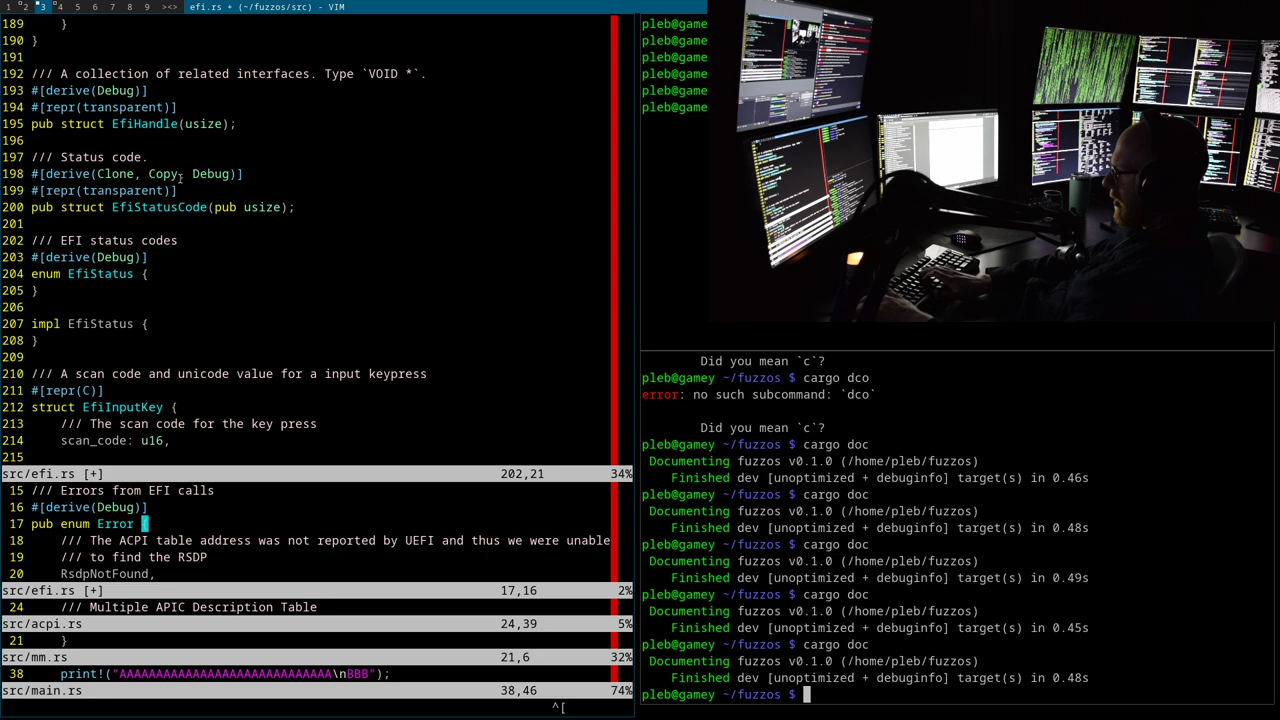 1 2 3 4 5 6 7 8 9 ><> efi.rs + (~/fuzzos/src) - VIM
189     }
190 }
191
192 /// A collection of related interfaces. Type `VOID *`.
193 #[derive(Debug)]
194 #[repr(transparent)]
195 pub struct EfiHandle(usize);
196
197 /// Status code.
198 #[derive(Clone, Copy, Debug)]
199 #[repr(transparent)]
200 pub struct EfiStatusCode(pub usize);
201
202 /// EFI status codes
203 #[derive(Debug)]
204 enum EfiStatus {
205 }
206
207 impl EfiStatus {
208 }
209
210 /// A scan code and unicode value for a input keypress
211 #[repr(C)]
212 struct EfiInputKey {
213     /// The scan code for the key press
214     scan_code: u16,
215
src/efi.rs [+] 202,21 34%
15 /// Errors from EFI calls
16 #[derive(Debug)]
17 pub enum Error {
18     /// The ACPI table address was not reported by UEFI and thus we were unable
19     /// to find the RSDP
20     RsdpNotFound,
src/efi.rs [+] 17,16 2%
24     /// Multiple APIC Description Table
src/acpi.rs 24,39 5%
21     }
src/mm.rs 21,6 32%
38     print!("AAAAAAAAAAAAAAAAAAAAAAAAAAAAA\nBBB");
src/main.rs 38,46 74%
^[
pleb@game
pleb@game
pleb@game
pleb@game
pleb@game
pleb@game
Did you mean `c`?
pleb@gamey ~/fuzzos $ cargo dco
error: no such subcommand: `dco`
Did you mean `c`?
pleb@gamey ~/fuzzos $ cargo doc
Documenting fuzzos v0.1.0 (/home/pleb/fuzzos)
Finished dev [unoptimized + debuginfo] target(s) in 0.46s
pleb@gamey ~/fuzzos $ cargo doc
Documenting fuzzos v0.1.0 (/home/pleb/fuzzos)
Finished dev [unoptimized + debuginfo] target(s) in 0.48s
pleb@gamey ~/fuzzos $ cargo doc
Documenting fuzzos v0.1.0 (/home/pleb/fuzzos)
Finished dev [unoptimized + debuginfo] target(s) in 0.49s
pleb@gamey ~/fuzzos $ cargo doc
Documenting fuzzos v0.1.0 (/home/pleb/fuzzos)
Finished dev [unoptimized + debuginfo] target(s) in 0.45s
pleb@gamey ~/fuzzos $ cargo doc
Documenting fuzzos v0.1.0 (/home/pleb/fuzzos)
Finished dev [unoptimized + debuginfo] target(s) in 0.48s
pleb@gamey ~/fuzzos $